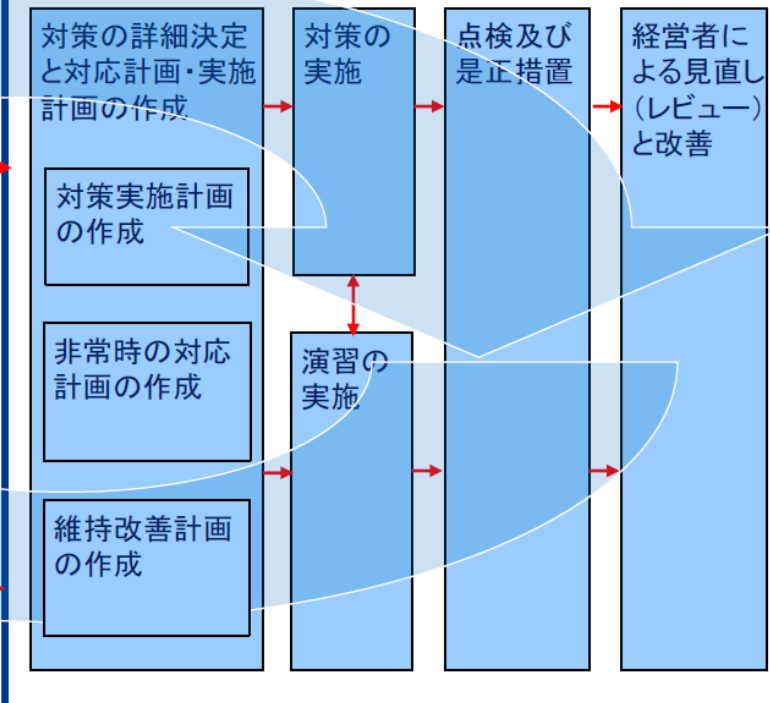 対策の詳細決定
と対応計画・実施
計画の作成
対策実施計画
の作成
非常時の対応
計画の作成
維持改善計画
の作成
対策の
実施
演習の
実施
点検及び
是正措置
経営者に
よる見直し
(レビュー)
と改善